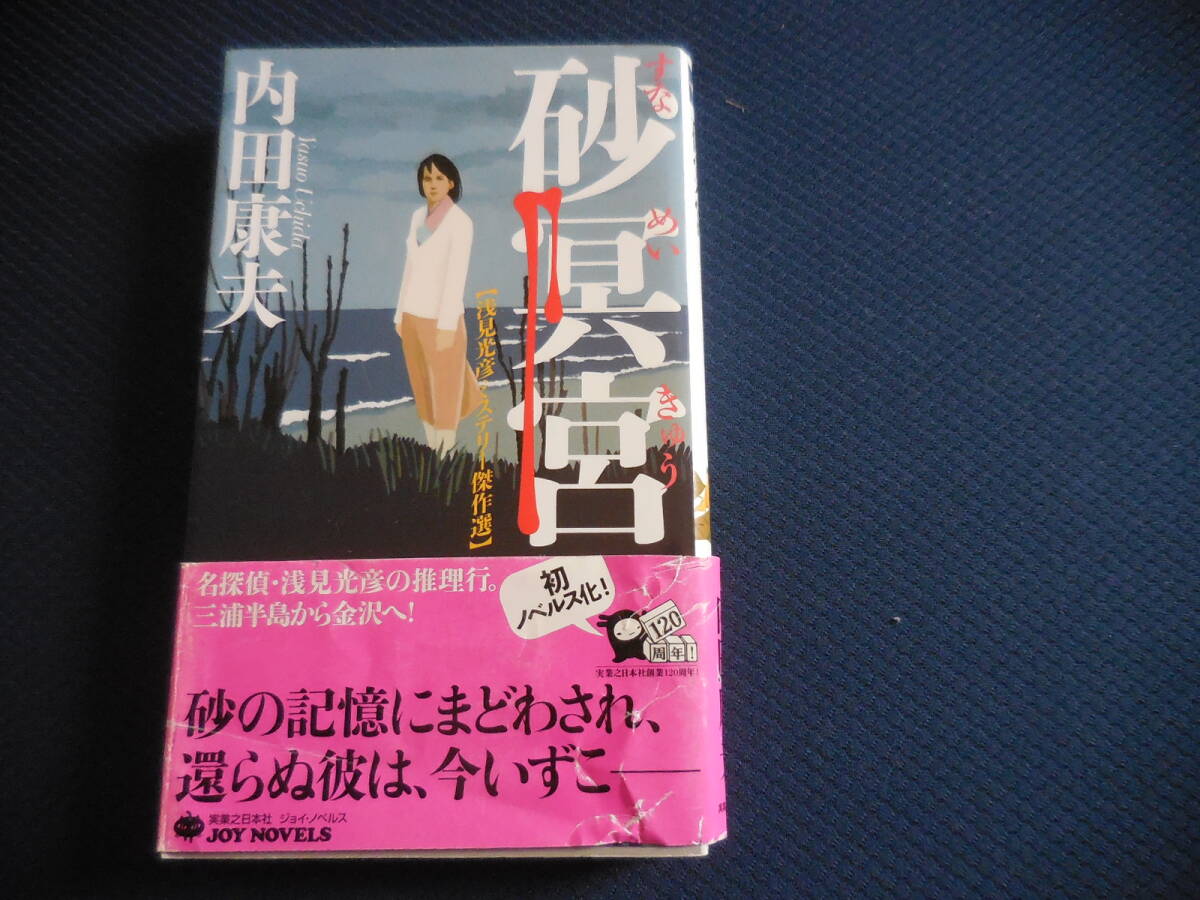 砂冥宮
すなめいきゅう
内田康夫
Yasuo Uchida
【浅見光彦ミステリー傑作選】
名探偵・浅見光彦の推理行。
三浦半島から金沢へ!
初
ノベルス化!
120
周年!
実業之日本社創業120周年!
砂の記憶にまどわされ、
還らぬ彼は、今いずこ――
実業之日本社 ジョイ・ノベルス
JOY NOVELS